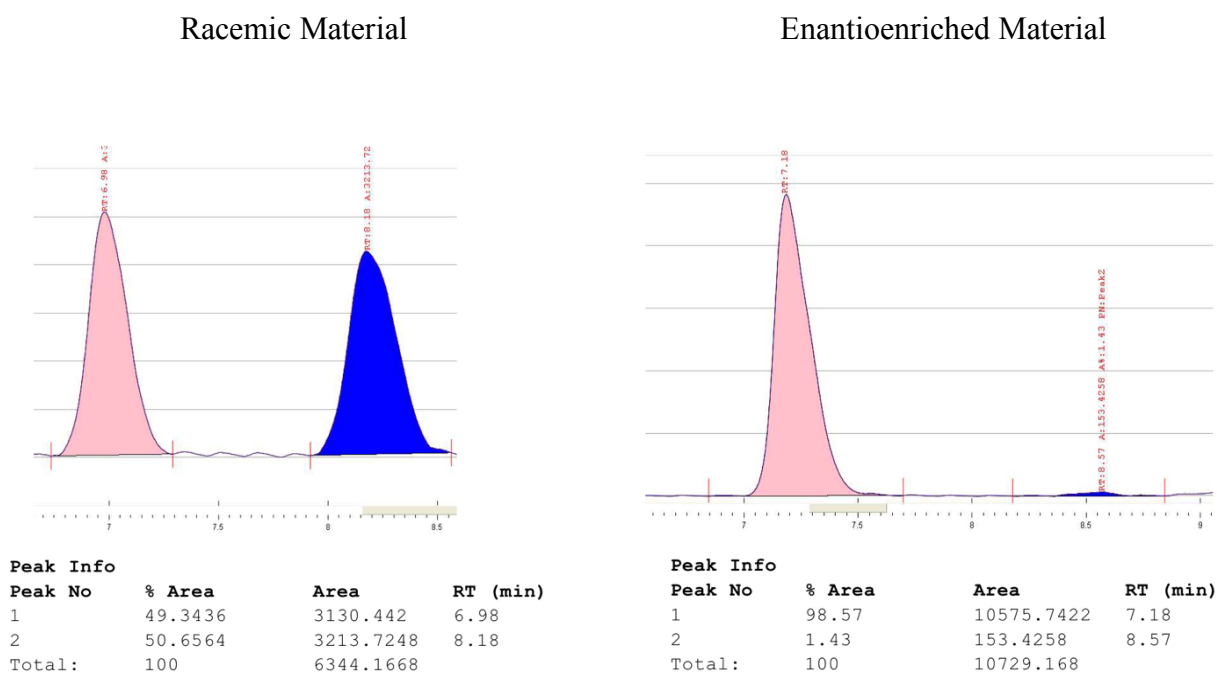 Racemic Material
Enantioenriched Material
RT:6.98 A:3
RT:8.18 A:3213.72
7
7.5
8
8.5
RT:7.18
RT:8.57 A:153.4258 A%:1.43 PN:Peak2
7
7.5
8
8.5
9
Peak Info
Peak No % Area Area RT (min)
1 49.3436 3130.442 6.98
2 50.6564 3213.7248 8.18
Total: 100 6344.1668
Peak Info
Peak No % Area Area RT (min)
1 98.57 10575.7422 7.18
2 1.43 153.4258 8.57
Total: 100 10729.168